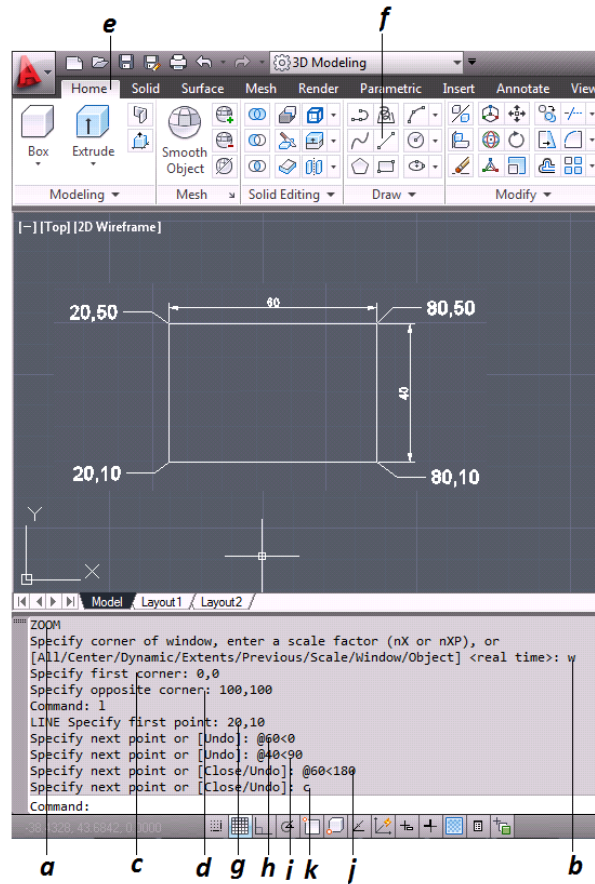 e f
3D Modeling
Home Solid Surface Mesh Render Parametric Insert Annotate View
Box Extrude Smooth Object
Modeling Mesh Solid Editing Draw Modify
[−] [Top] [2D Wireframe]
60
20,50 80,50
40
20,10 80,10
Y
X
Model Layout1 Layout2
ZOOM
Specify corner of window, enter a scale factor (nX or nXP), or
[All/Center/Dynamic/Extents/Previous/Scale/Window/Object] <real time>: w
Specify first corner: 0,0
Specify opposite corner: 100,100
Command: l
LINE Specify first point: 20,10
Specify next point or [Undo]: @60<0
Specify next point or [Undo]: @40<90
Specify next point or [Close/Undo]: @60<180
Specify next point or [Close/Undo]: c
Command:
a c d g h i k j b